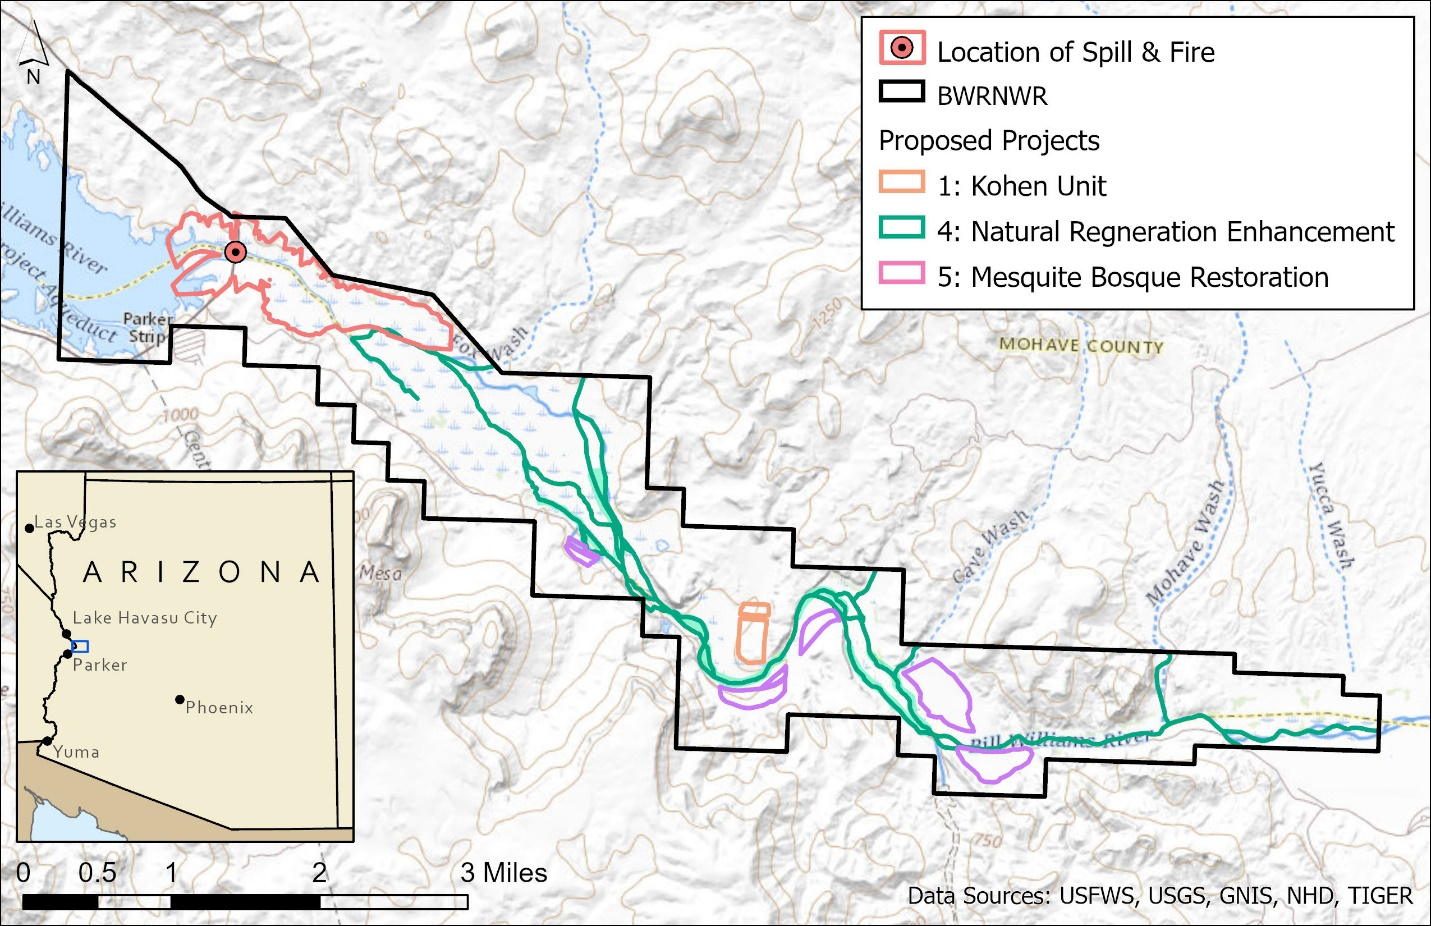 N
Location of Spill & Fire
BWRNWR
Proposed Projects
1: Kohen Unit
4: Natural Regneration Enhancement
5: Mesquite Bosque Restoration
illiams River
roject Aqueduct
Parker
Strip
Fox Wash
1250
MOHAVE COUNTY
1000
Cent
Mesa
Cave Wash
Mohave Wash
Yucca Wash
Bill Williams River
750
Las Vegas
ARIZONA
Lake Havasu City
Parker
Phoenix
Yuma
0 0.5 1 2 3 Miles
Data Sources: USFWS, USGS, GNIS, NHD, TIGER